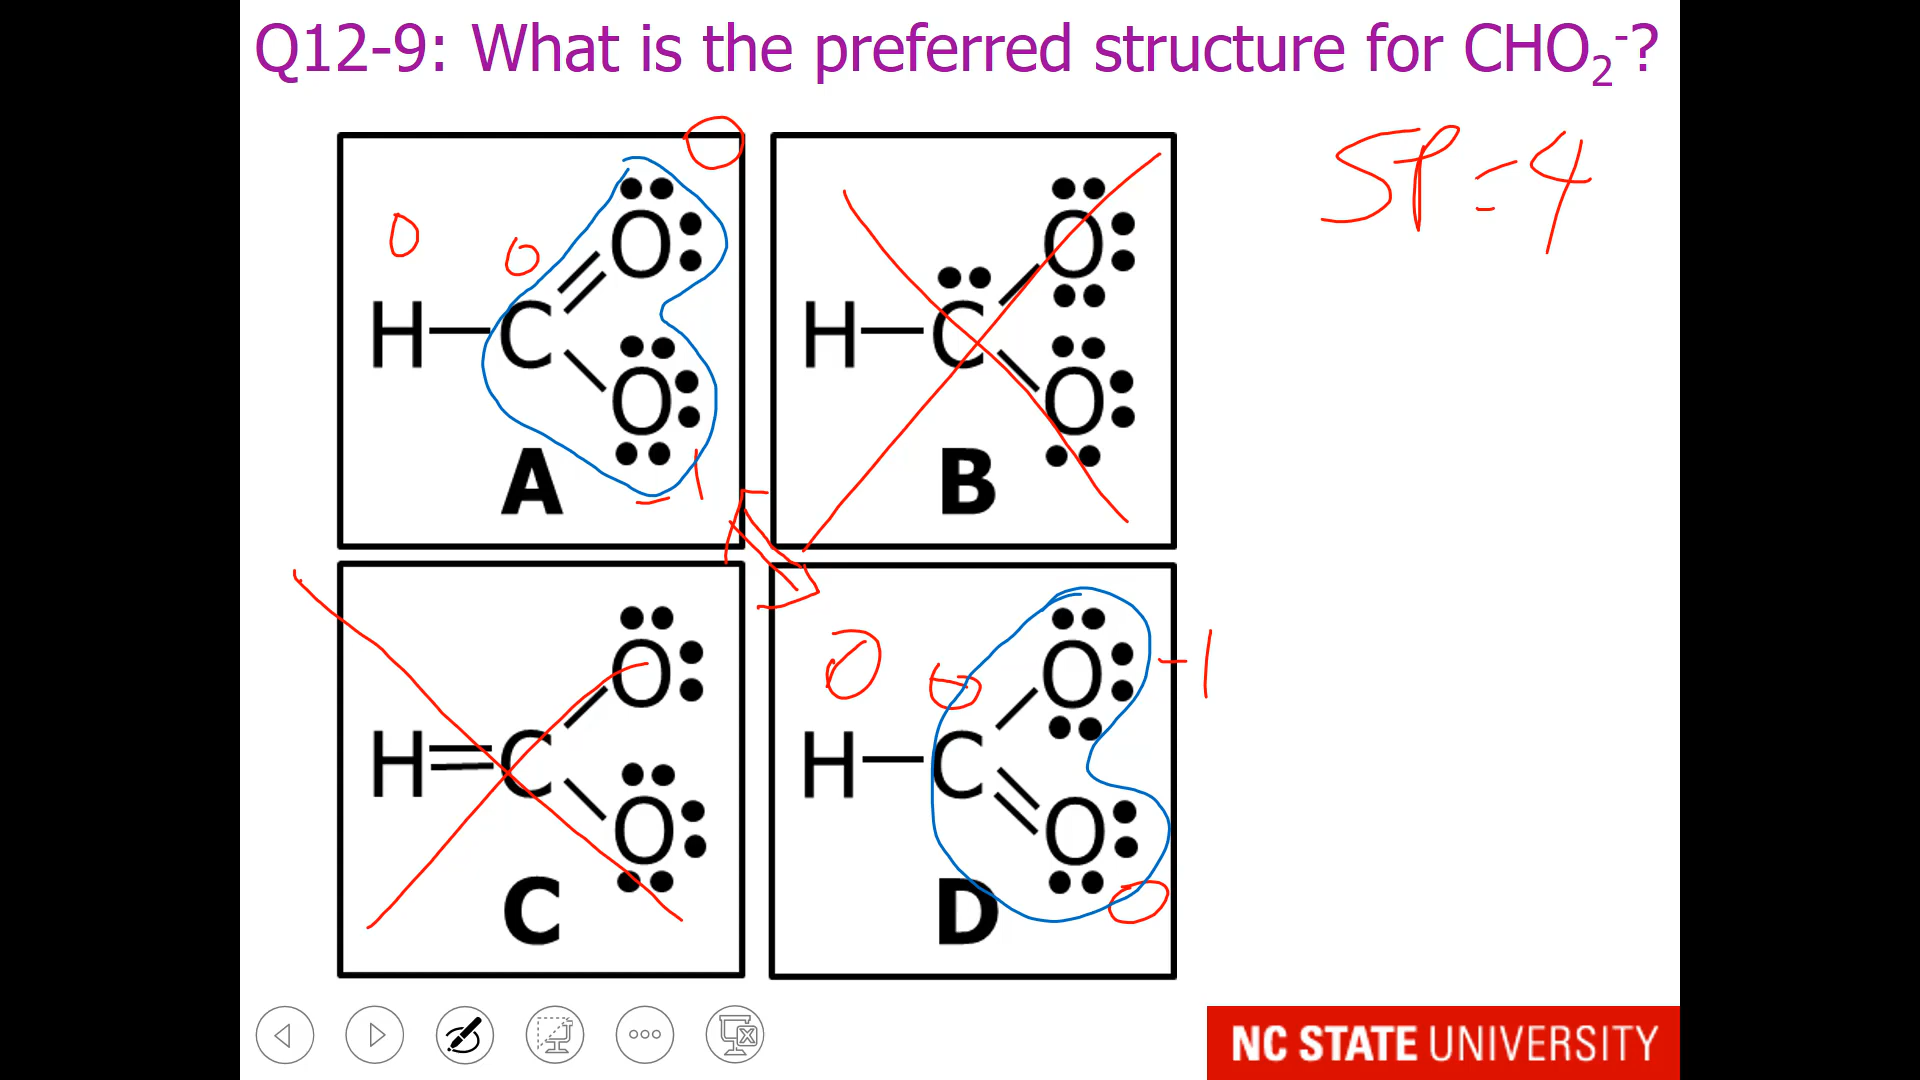 Q12-9: What is the preferred structure for CHO₂⁻?
SP=4
0
0
O
H C
O
-1
A
O
H C
O
B
O
H C
O
C
0
0
O
-1
H C
O
0
D
NC STATE UNIVERSITY